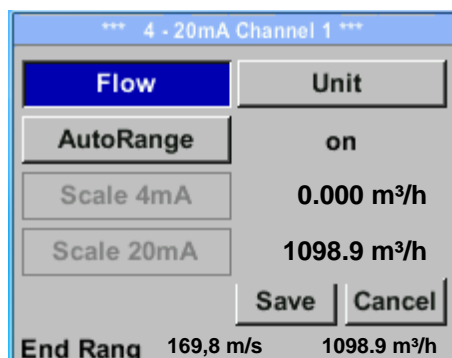 *** 4 - 20mA Channel 1 ***
Flow Unit
AutoRange on
Scale 4mA 0.000 m³/h
Scale 20mA 1098.9 m³/h
Save Cancel
End Rang 169,8 m/s 1098.9 m³/h